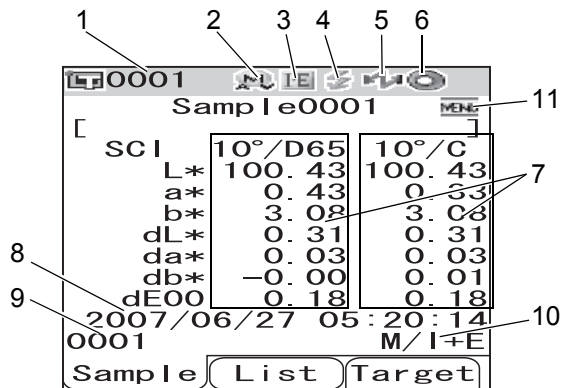 1 2 3 4 5 6
0001
Sample0001 MENU 11
[ ]
SCI 10°/D65 10°/C
L* 100.43 100.43
a* 0.43 0.33
b* 3.08 3.08 7
dL* 0.31 0.31
da* 0.03 0.03
8 db* -0.00 0.01
9 dE00 0.18 0.18
2007/06/27 05:20:14 10
0001 M/I+E
Sample List Target